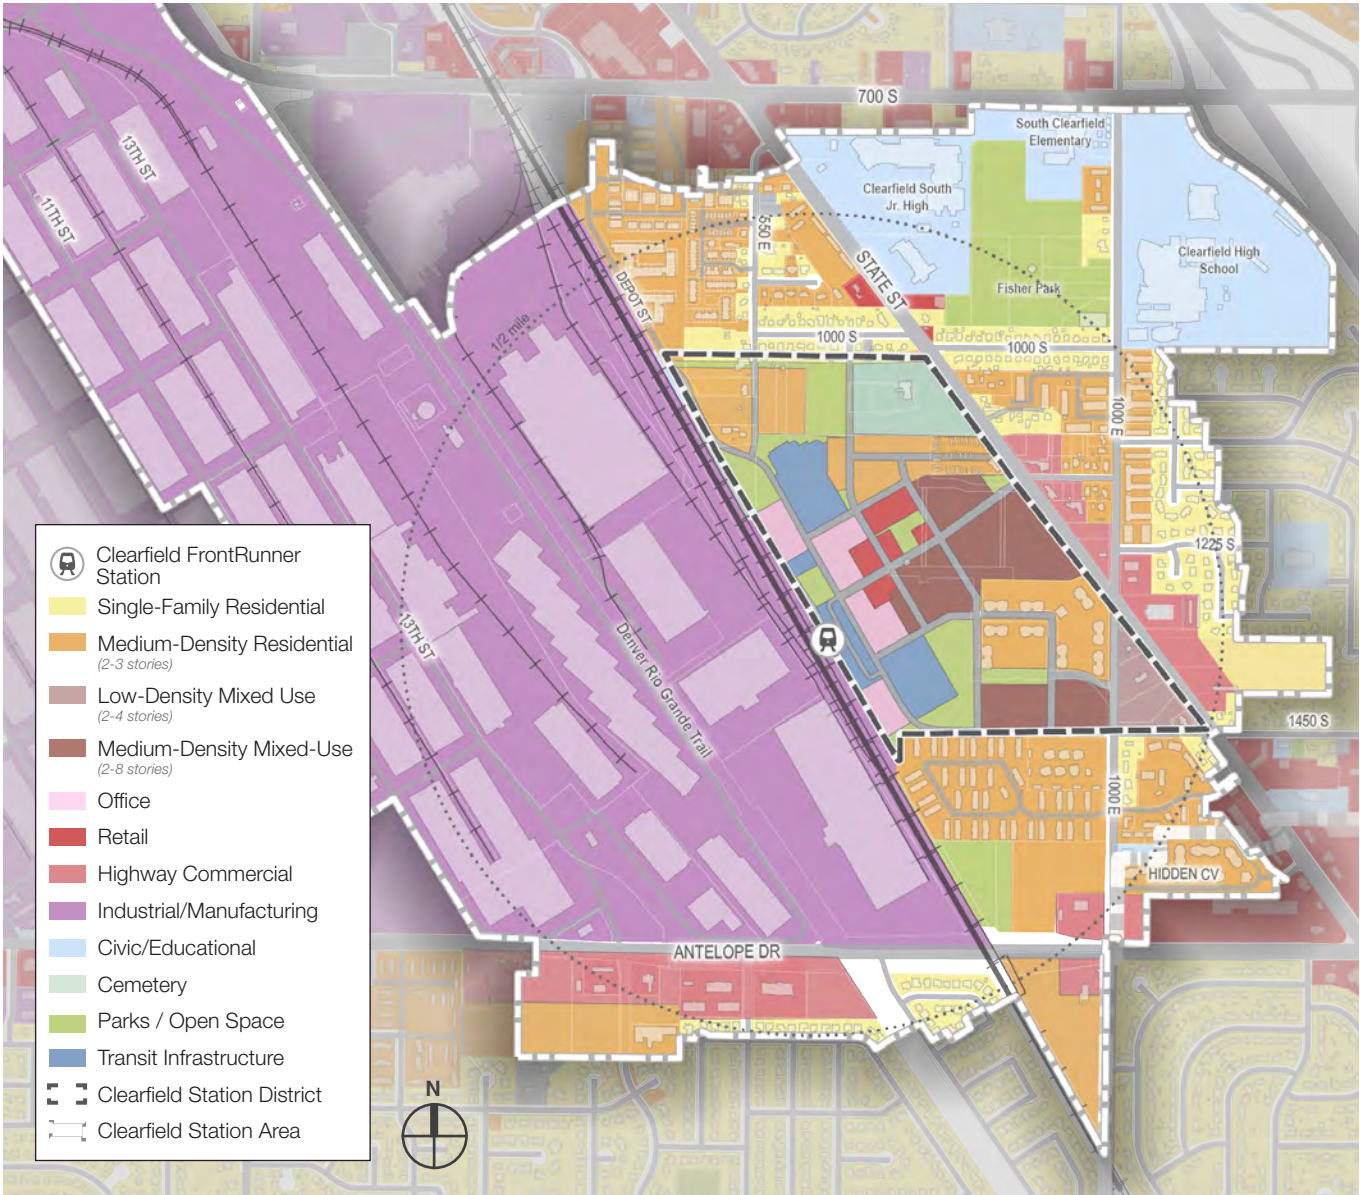 700 S
South Clearfield
Elementary
13TH ST
Clearfield South
Jr. High
11TH ST
550 E
Clearfield High
School
STATE ST
DEPOT ST
Fisher Park
1/2 mile
1000 S
1000 S
1000 E
1225 S
13TH ST
Denver Rio Grande Trail
1450 S
1000 E
HIDDEN CV
ANTELOPE DR
Clearfield FrontRunner
Station
Single-Family Residential
Medium-Density Residential
(2-3 stories)
Low-Density Mixed Use
(2-4 stories)
Medium-Density Mixed-Use
(2-8 stories)
Office
Retail
Highway Commercial
Industrial/Manufacturing
Civic/Educational
Cemetery
Parks / Open Space
Transit Infrastructure
Clearfield Station District
Clearfield Station Area
N